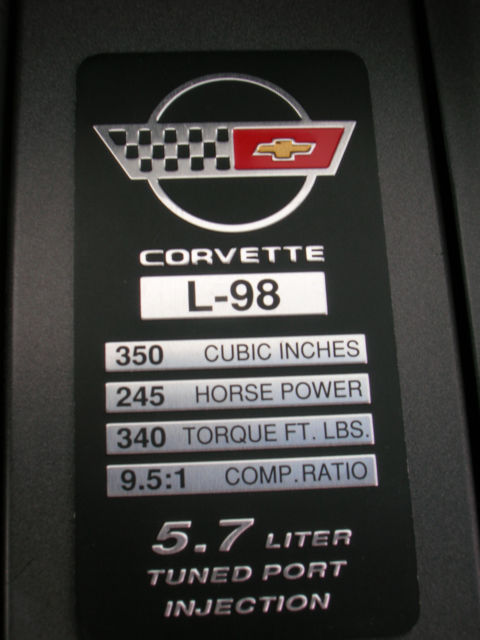 CORVETTE
L-98
350 CUBIC INCHES
245 HORSE POWER
340 TORQUE FT. LBS.
9.5:1 COMP. RATIO
5.7 LITER
TUNED PORT
INJECTION